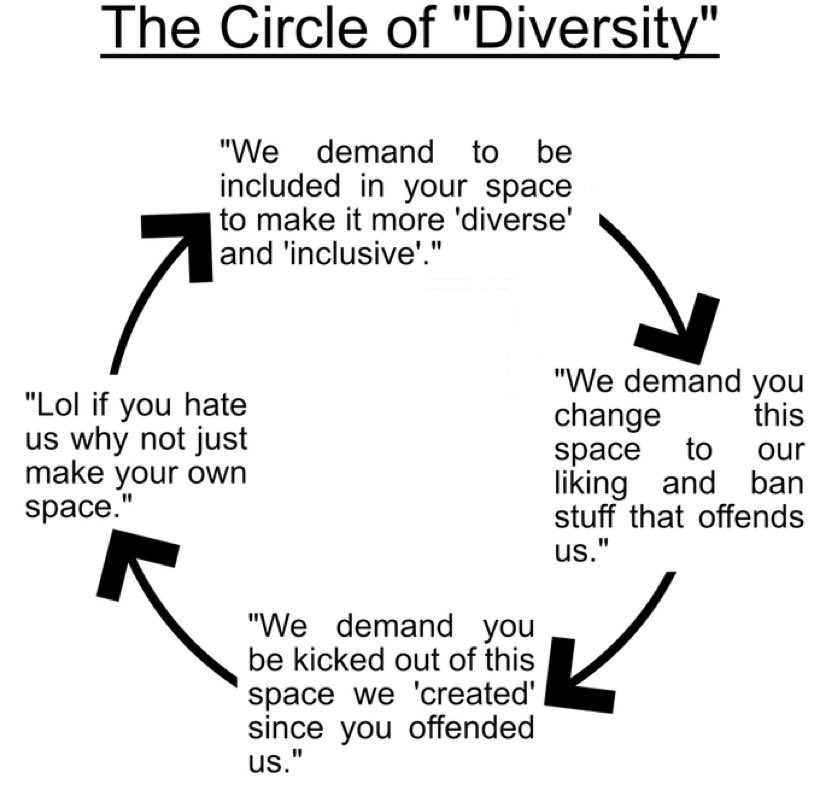 The Circle of "Diversity"
"We demand to be
included in your space
to make it more 'diverse'
and 'inclusive'."
"We demand you
change this
space to our
liking and ban
stuff that offends
us."
"We demand you
be kicked out of this
space we 'created'
since you offended
us."
"Lol if you hate
us why not just
make your own
space."